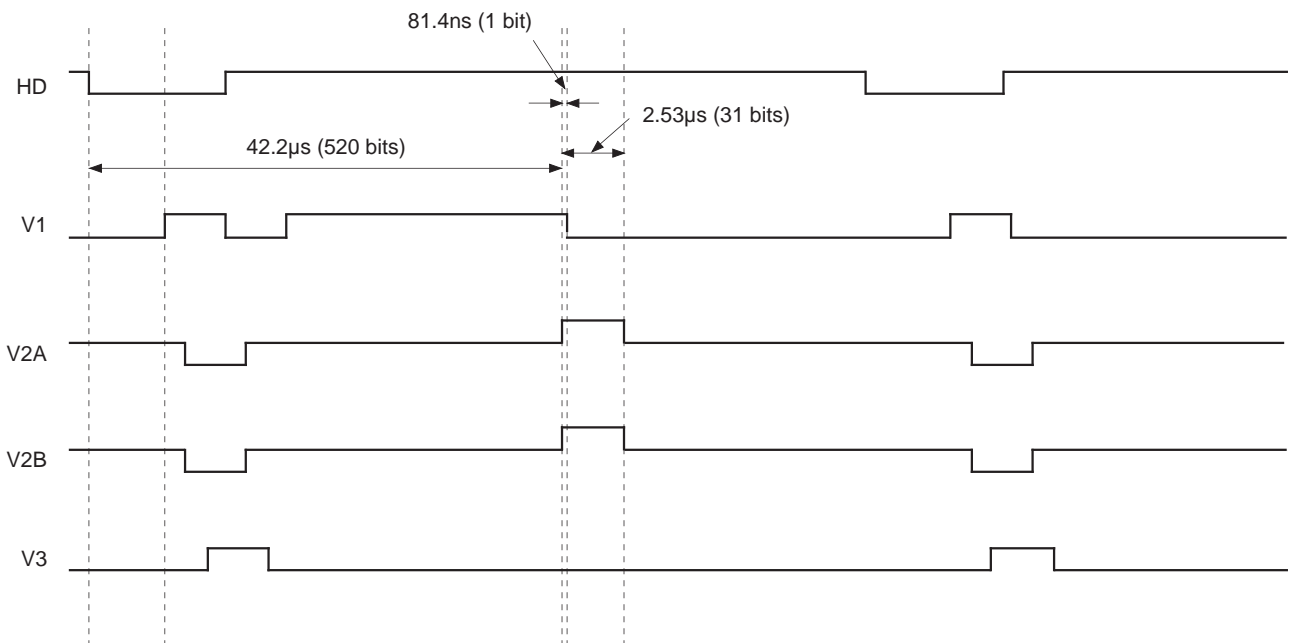 81.4ns (1 bit)
HD
2.53μs (31 bits)
42.2μs (520 bits)
V1
V2A
V2B
V3